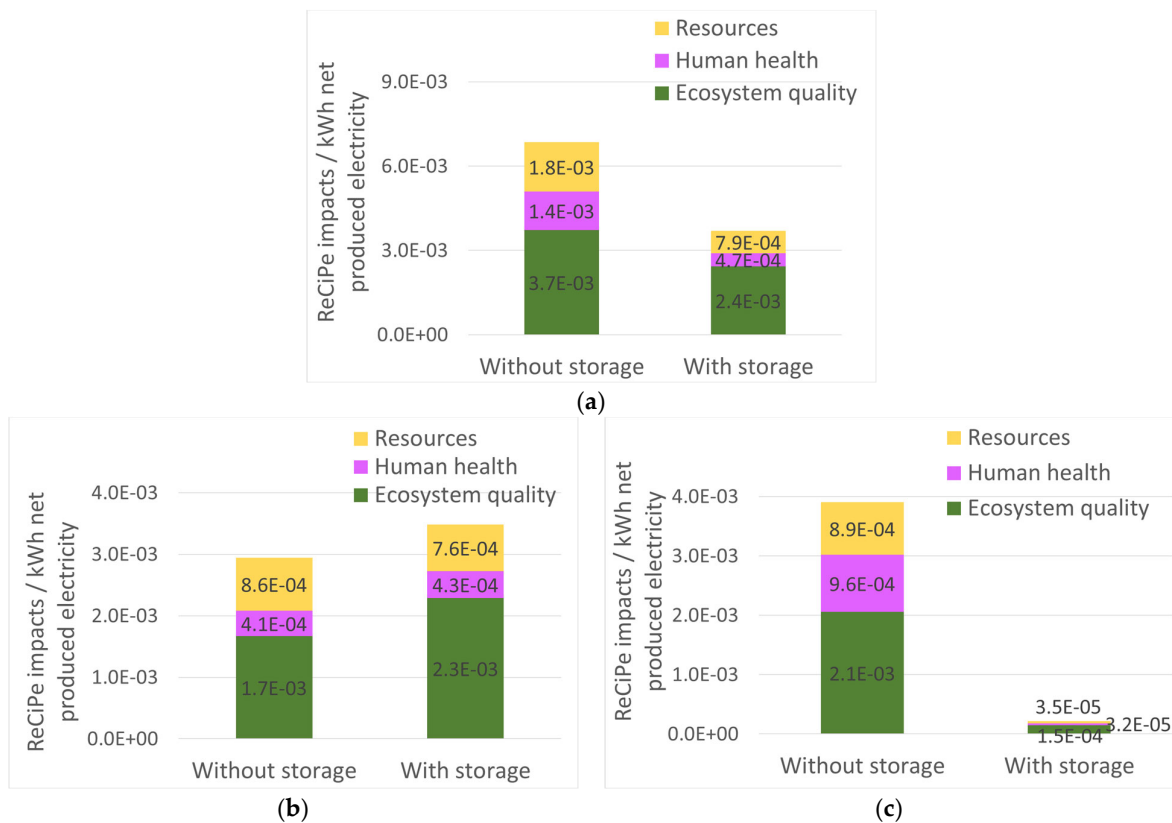 Resources
Human health
Ecosystem quality
ReCiPe impacts / kWh net
produced electricity
9.0E-03
6.0E-03
3.0E-03
0.0E+00
1.8E-03
1.4E-03
3.7E-03
7.9E-04
4.7E-04
2.4E-03
Without storage
With storage
(a)
Resources
Human health
Ecosystem quality
ReCiPe impacts / kWh net
produced electricity
4.0E-03
3.0E-03
2.0E-03
1.0E-03
0.0E+00
8.6E-04
4.1E-04
1.7E-03
7.6E-04
4.3E-04
2.3E-03
Without storage
With storage
(b)
Resources
Human health
Ecosystem quality
ReCiPe impacts / kWh net
produced electricity
4.0E-03
3.0E-03
2.0E-03
1.0E-03
0.0E+00
8.9E-04
9.6E-04
2.1E-03
3.5E-05
3.2E-05
1.5E-04
Without storage
With storage
(c)